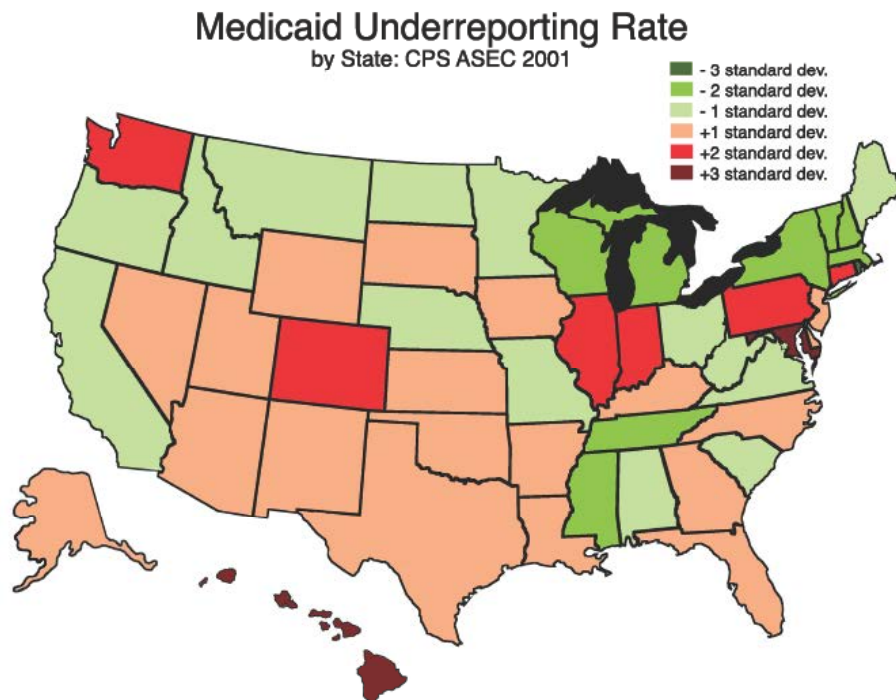 Medicaid Underreporting Rate
by State: CPS ASEC 2001
- 3 standard dev.
- 2 standard dev.
- 1 standard dev.
+1 standard dev.
+2 standard dev.
+3 standard dev.